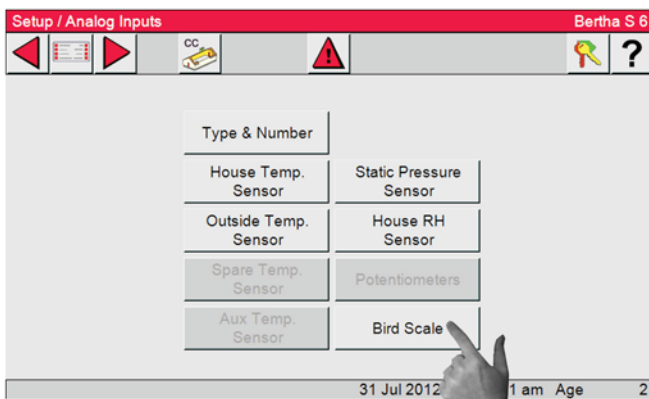 Setup / Analog Inputs Bertha S 6
CC
?
Type & Number
House Temp.
Sensor
Static Pressure
Sensor
Outside Temp.
Sensor
House RH
Sensor
Spare Temp.
Sensor
Potentiometers
Aux Temp.
Sensor
Bird Scale
31 Jul 2012 1 am Age 2